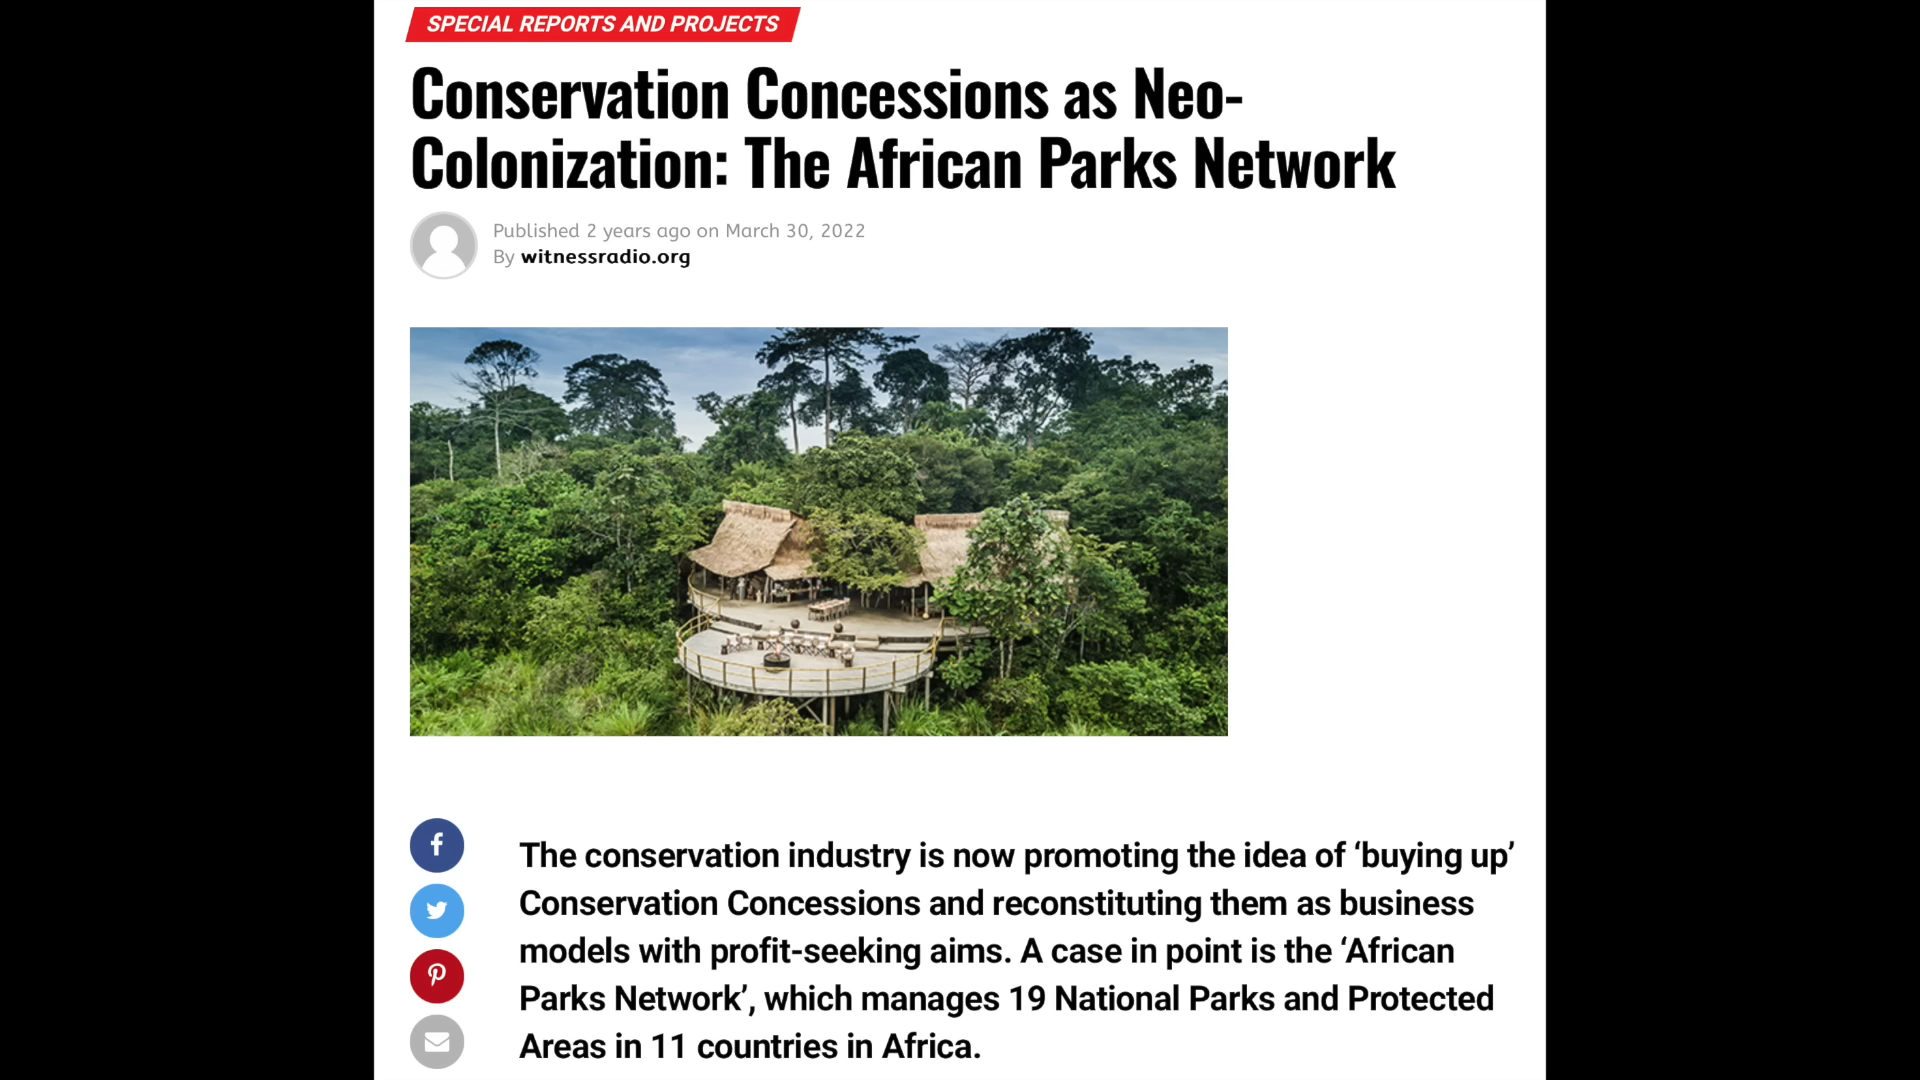 SPECIAL REPORTS AND PROJECTS
Conservation Concessions as Neo-
Colonization: The African Parks Network
Published 2 years ago on March 30, 2022
By witnessradio.org
The conservation industry is now promoting the idea of ‘buying up’
Conservation Concessions and reconstituting them as business
models with profit-seeking aims. A case in point is the ‘African
Parks Network’, which manages 19 National Parks and Protected
Areas in 11 countries in Africa.